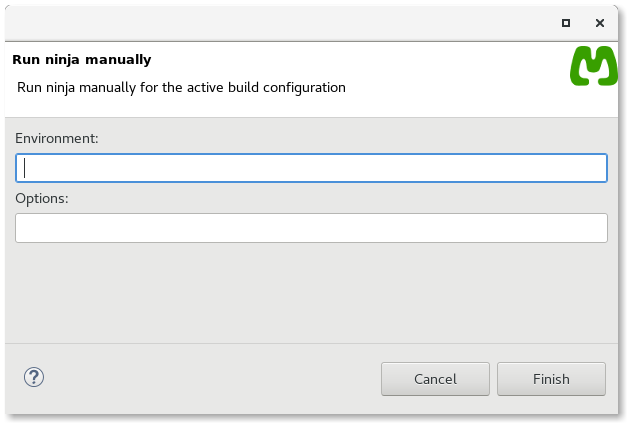 Run ninja manually
Run ninja manually for the active build configuration
Environment:
Options:
?
Cancel
Finish